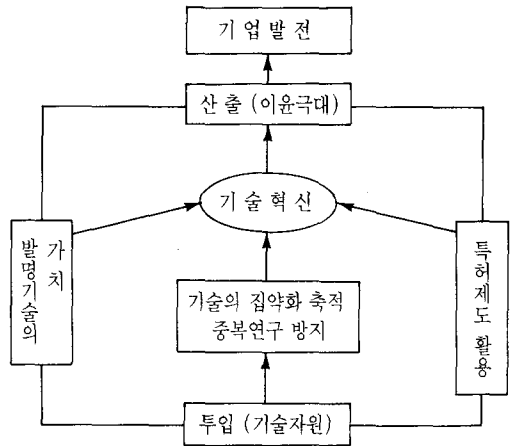 기 업 발 전
산 출 (이윤극대)
기 술 혁 신
발명기술의
가 치
기술의 집약화 축적
중복연구 방지
특허제도 활용
투입 (기술자원)